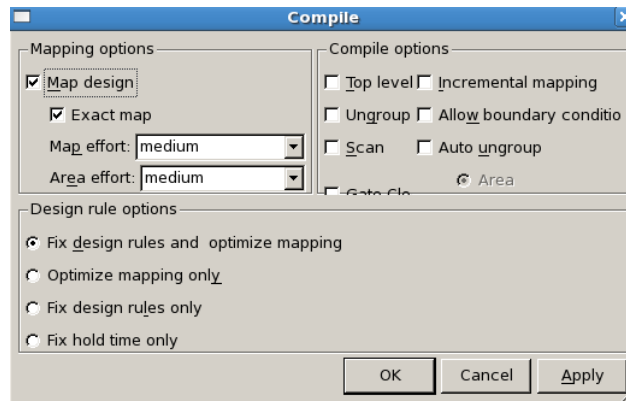 Compile
Mapping options
Map design
Exact map
Map effort: medium
Area effort: medium
Compile options
Top level Incremental mapping
Ungroup Allow boundary conditio
Scan Auto ungroup
Area
Design rule options
Fix design rules and optimize mapping
Optimize mapping only
Fix design rules only
Fix hold time only
OK Cancel Apply